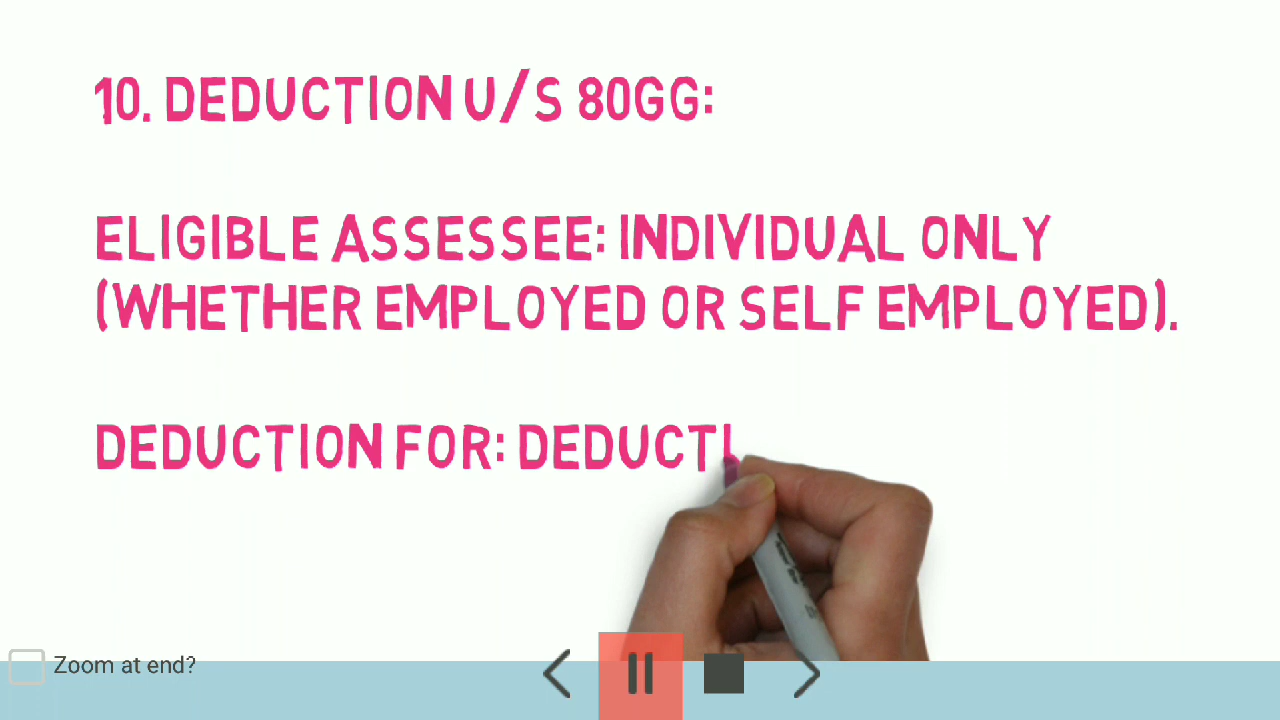 10. DEDUCTION U/S 80GG:
ELIGIBLE ASSESSEE: INDIVIDUAL ONLY
(WHETHER EMPLOYED OR SELF EMPLOYED).
DEDUCTION FOR: DEDUCTI
Zoom at end?